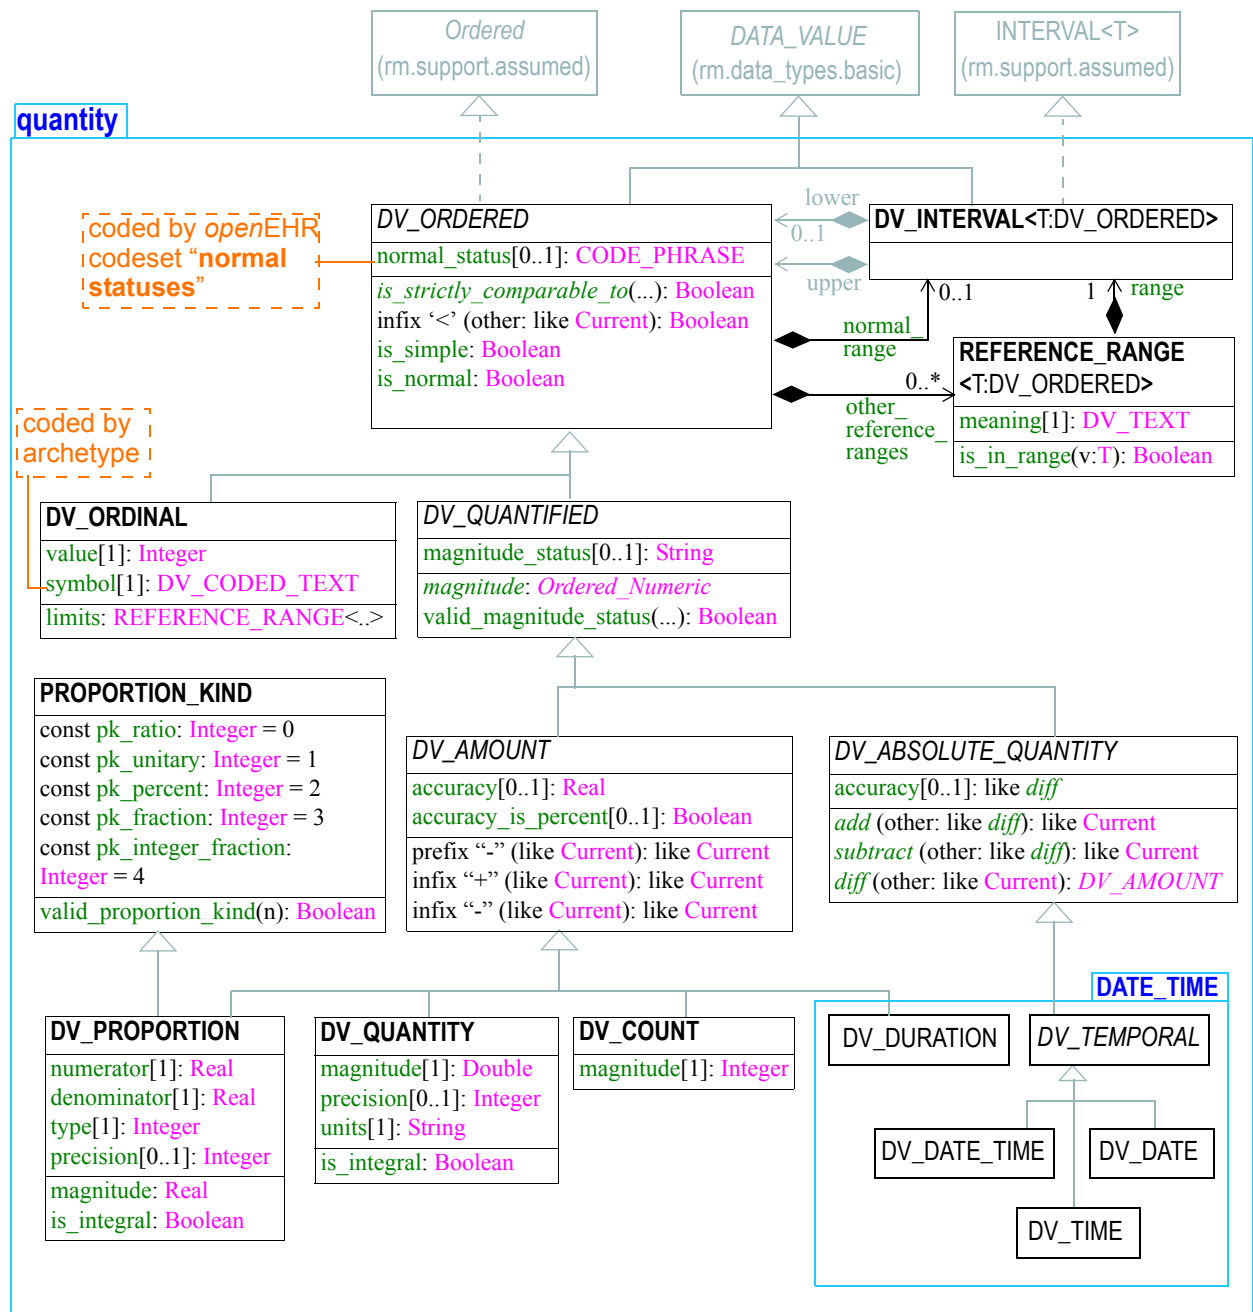 Ordered
(rm.support.assumed)
DATA_VALUE
(rm.data_types.basic)
INTERVAL<T>
(rm.support.assumed)
quantity
coded by openEHR
codeset “normal
statuses”
DV_ORDERED
normal_status[0..1]: CODE_PHRASE
is_strictly_comparable_to(...): Boolean
infix ‘<’ (other: like Current): Boolean
is_simple: Boolean
is_normal: Boolean
lower
0..1
upper
DV_INTERVAL<T:DV_ORDERED>
0..1
1
range
normal_
range
0..*
other_
reference_
ranges
REFERENCE_RANGE
<T:DV_ORDERED>
meaning[1]: DV_TEXT
is_in_range(v:T): Boolean
coded by
archetype
DV_ORDINAL
value[1]: Integer
symbol[1]: DV_CODED_TEXT
limits: REFERENCE_RANGE<..>
DV_QUANTIFIED
magnitude_status[0..1]: String
magnitude: Ordered_Numeric
valid_magnitude_status(...): Boolean
PROPORTION_KIND
const pk_ratio: Integer = 0
const pk_unitary: Integer = 1
const pk_percent: Integer = 2
const pk_fraction: Integer = 3
const pk_integer_fraction:
Integer = 4
valid_proportion_kind(n): Boolean
DV_AMOUNT
accuracy[0..1]: Real
accuracy_is_percent[0..1]: Boolean
prefix “-” (like Current): like Current
infix “+” (like Current): like Current
infix “-” (like Current): like Current
DV_ABSOLUTE_QUANTITY
accuracy[0..1]: like diff
add (other: like diff): like Current
subtract (other: like diff): like Current
diff (other: like Current): DV_AMOUNT
DV_PROPORTION
numerator[1]: Real
denominator[1]: Real
type[1]: Integer
precision[0..1]: Integer
magnitude: Real
is_integral: Boolean
DV_QUANTITY
magnitude[1]: Double
precision[0..1]: Integer
units[1]: String
is_integral: Boolean
DV_COUNT
magnitude[1]: Integer
DATE_TIME
DV_DURATION
DV_TEMPORAL
DV_DATE_TIME
DV_DATE
DV_TIME